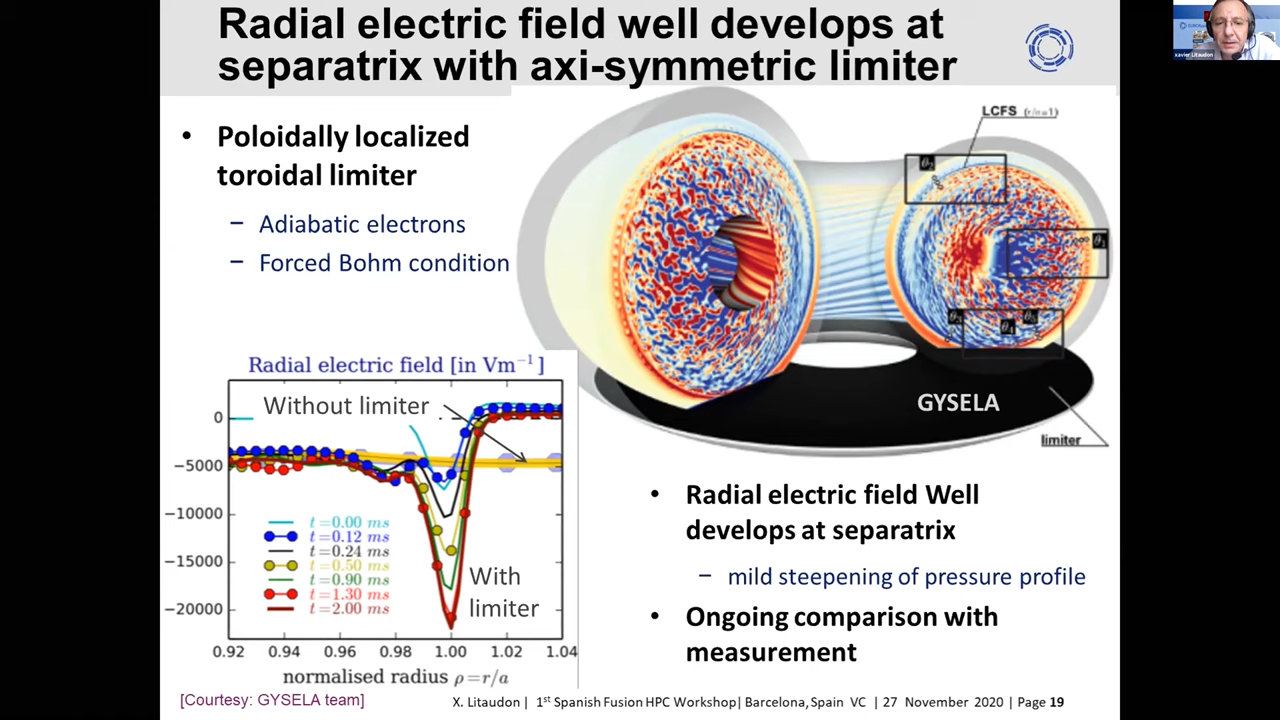 Radial electric field well develops at
separatrix with axi-symmetric limiter
xavier Litaudon
• Poloidally localized
toroidal limiter
– Adiabatic electrons
– Forced Bohm condition
LCFS (r/a=1)
θ₂
θ₁
θ₃
θ₄
θ₅
GYSELA
limiter
Radial electric field [in Vm⁻¹]
Without limiter
0
−5000
−10000
−15000
−20000
t=0.00 ms
t=0.12 ms
t=0.24 ms
t=0.50 ms
t=0.90 ms
t=1.30 ms
t=2.00 ms
With
limiter
0.92 0.94 0.96 0.98 1.00 1.02 1.04
normalised radius ρ=r/a
• Radial electric field Well
develops at separatrix
– mild steepening of pressure profile
• Ongoing comparison with
measurement
[Courtesy: GYSELA team]
X. Litaudon | 1st Spanish Fusion HPC Workshop| Barcelona, Spain VC | 27 November 2020 | Page 19